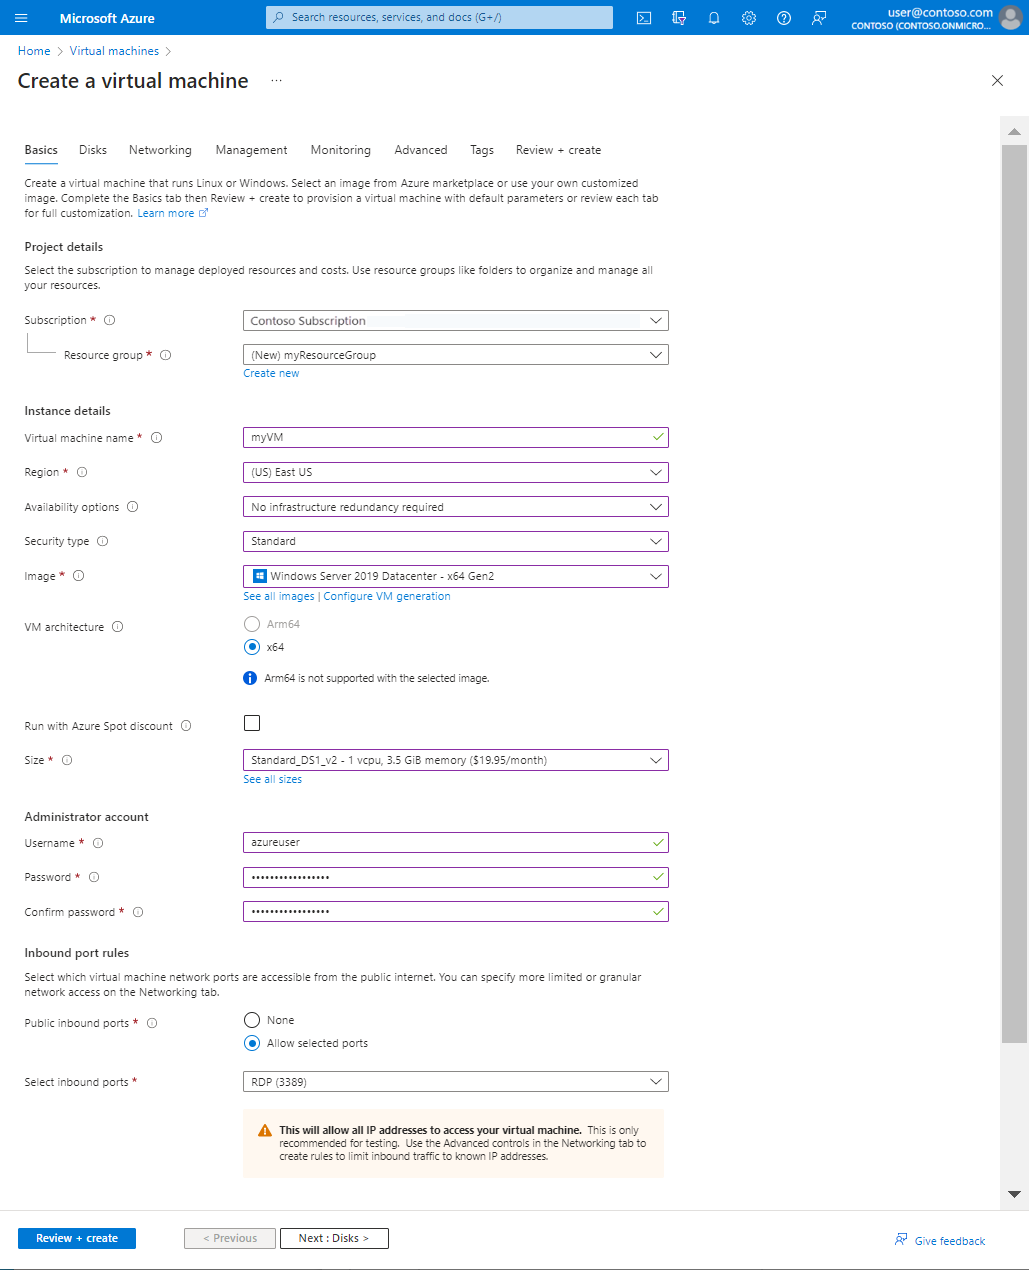 Microsoft Azure
Search resources, services, and docs (G+/)
user@contoso.com
CONTOSO (CONTOSO.ONMICRO...
Home > Virtual machines >
Create a virtual machine ...
Basics Disks Networking Management Monitoring Advanced Tags Review + create
Create a virtual machine that runs Linux or Windows. Select an image from Azure marketplace or use your own customized
image. Complete the Basics tab then Review + create to provision a virtual machine with default parameters or review each tab
for full customization. Learn more
Project details
Select the subscription to manage deployed resources and costs. Use resource groups like folders to organize and manage all
your resources.
Subscription * Contoso Subscription
Resource group * (New) myResourceGroup
Create new
Instance details
Virtual machine name * myVM
Region * (US) East US
Availability options No infrastructure redundancy required
Security type Standard
Image * Windows Server 2019 Datacenter - x64 Gen2
See all images | Configure VM generation
VM architecture Arm64
x64
Arm64 is not supported with the selected image.
Run with Azure Spot discount
Size * Standard_DS1_v2 - 1 vcpu, 3.5 GiB memory ($19.95/month)
See all sizes
Administrator account
Username * azureuser
Password * •••••••••••••••••
Confirm password * •••••••••••••••••
Inbound port rules
Select which virtual machine network ports are accessible from the public internet. You can specify more limited or granular
network access on the Networking tab.
Public inbound ports * None
Allow selected ports
Select inbound ports * RDP (3389)
This will allow all IP addresses to access your virtual machine. This is only
recommended for testing. Use the Advanced controls in the Networking tab to
create rules to limit inbound traffic to known IP addresses.
Review + create < Previous Next : Disks > Give feedback